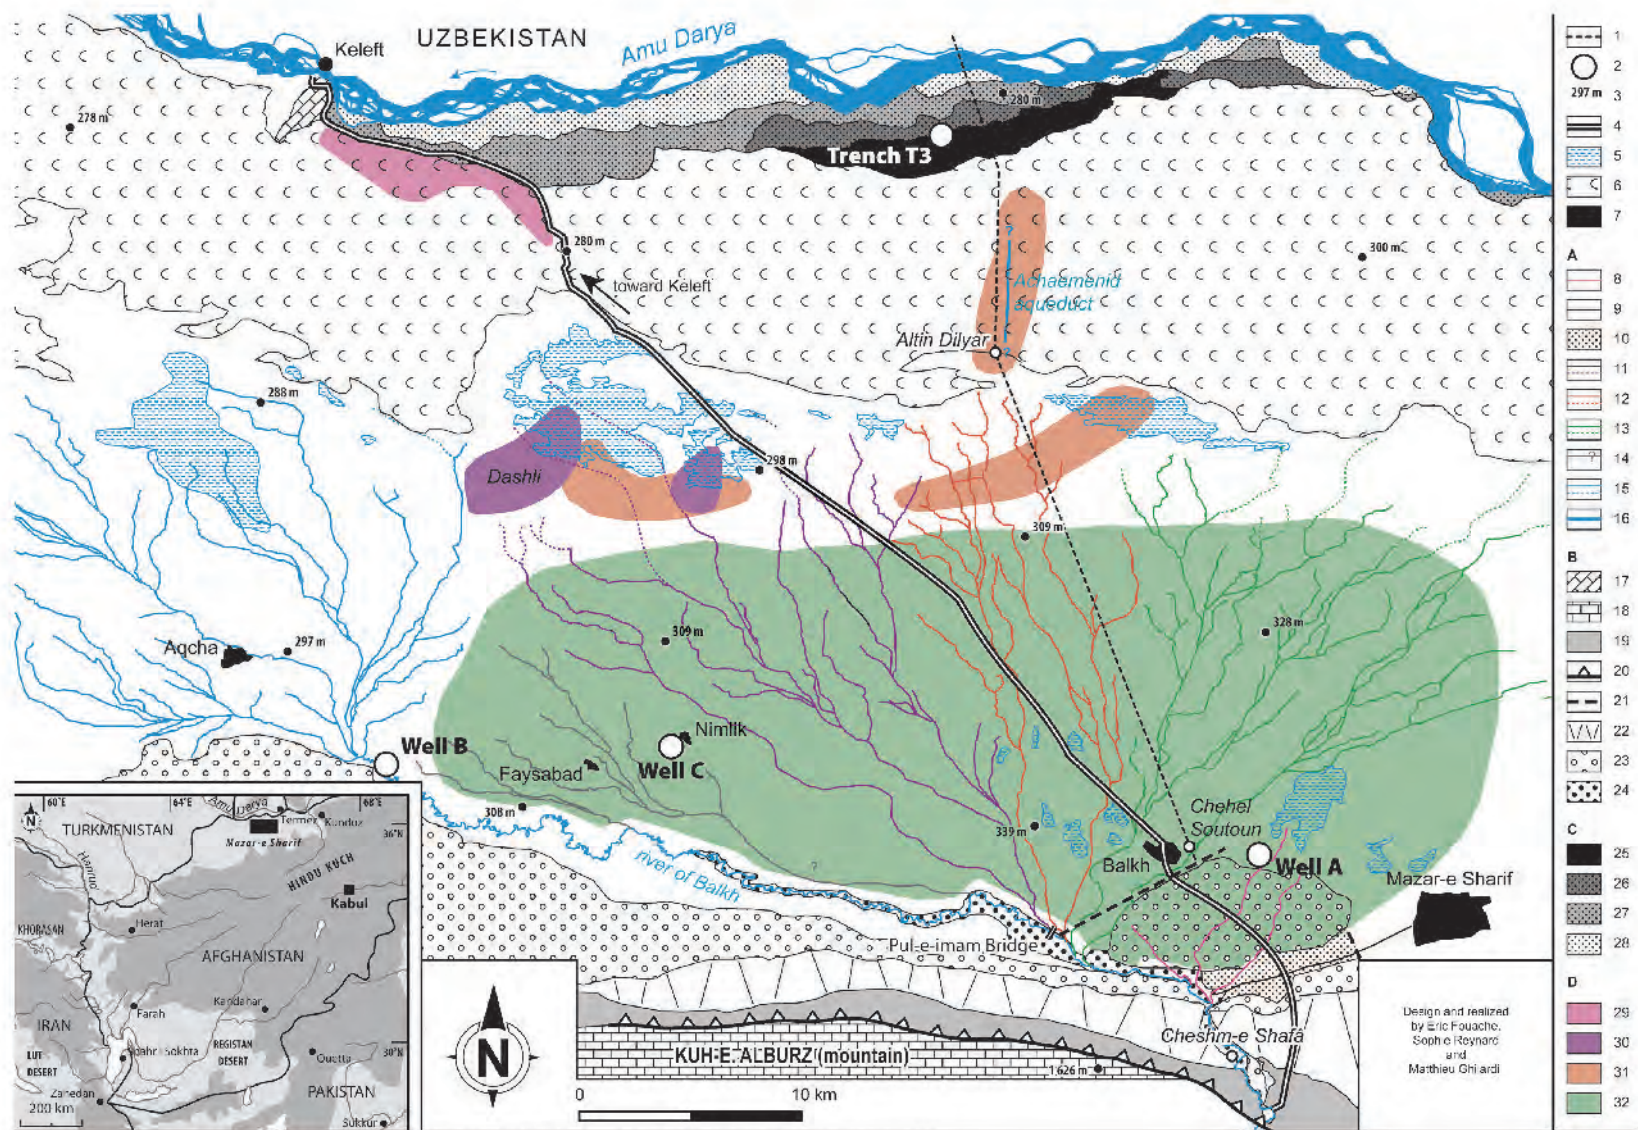 UZBEKISTAN
Keleft
Amu Darya
278 m
280 m
Trench T3
280 m
300 m
toward Keleft
?
Achaemenid
aqueduct
Altin Dilyar
?
288 m
298 m
Dashli
309 m
309 m
328 m
Aqcha
297 m
Well B
Nimlik
Faysabad
Well C
308 m
339 m
Chehel
Soutoun
Balkh
Well A
Mazar-e Sharif
river of Balkh
?
Pul-e-imam Bridge
Cheshm-e Shafâ
KUH-E. ALBURZ (mountain)
1 626 m
N
0
10 km
60°E
64°E
68°E
N
Amu Darya
TURKMENISTAN
Termez
Kunduz
36°N
Mazar-e Sharif
Harirud
HINDU KUCH
Kabul
Herat
KHORASAN
AFGHANISTAN
Kandahar
Farah
IRAN
REGISTAN
DESERT
LUT
DESERT
Quetta
30°N
Zahedan
PAKISTAN
200 km
Sukkur
1
2
297 m 3
4
5
6
7
A
8
9
10
11
12
13
? 14
15
16
B
17
18
19
20
21
22
23
24
C
25
26
27
28
D
29
30
31
32
Design and realized
by Eric Fouache,
Sophie Reynard
and
Matthieu Ghilardi